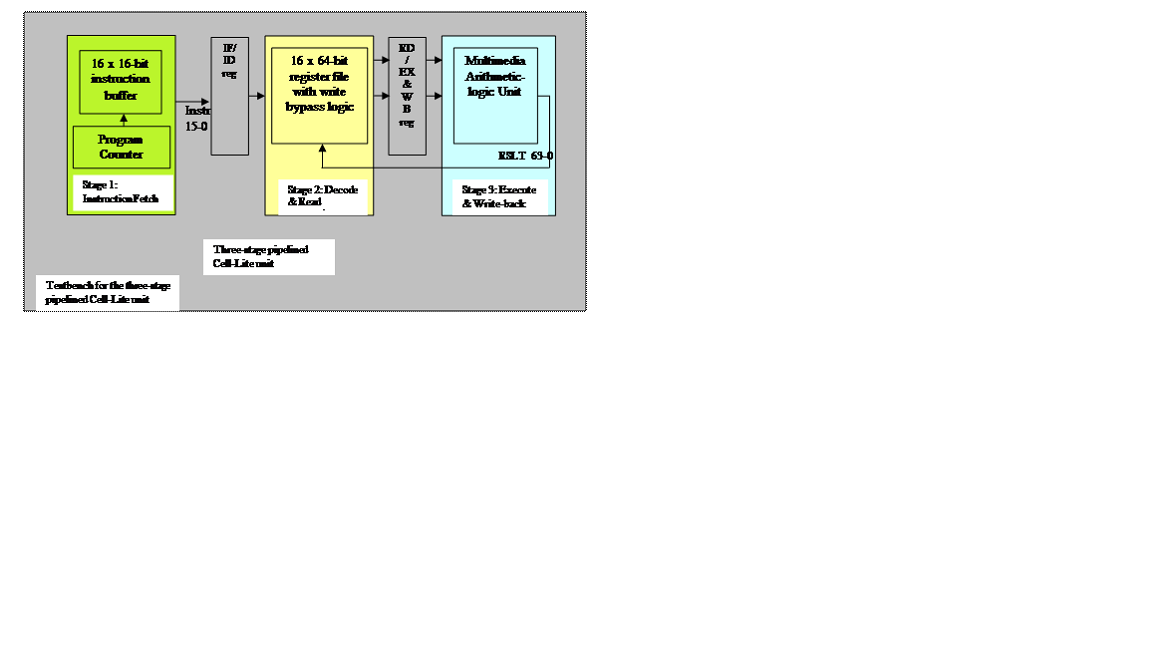 16 x 16-bit
instruction
buffer
Program
Counter
Stage 1:
Instruction Fetch
Instr
15-0
IF/
ID
reg
16 x 64-bit
register file
with write
bypass logic
Stage 2: Decode
& Read
RD
/
EX
&
W
B
reg
Multimedia
Arithmetic-
logic Unit
RSLT 63-0
Stage 3: Execute
& Write-back
Three-stage pipelined
Cell-Lite unit
Testbench for the three-stage
pipelined Cell-Lite unit